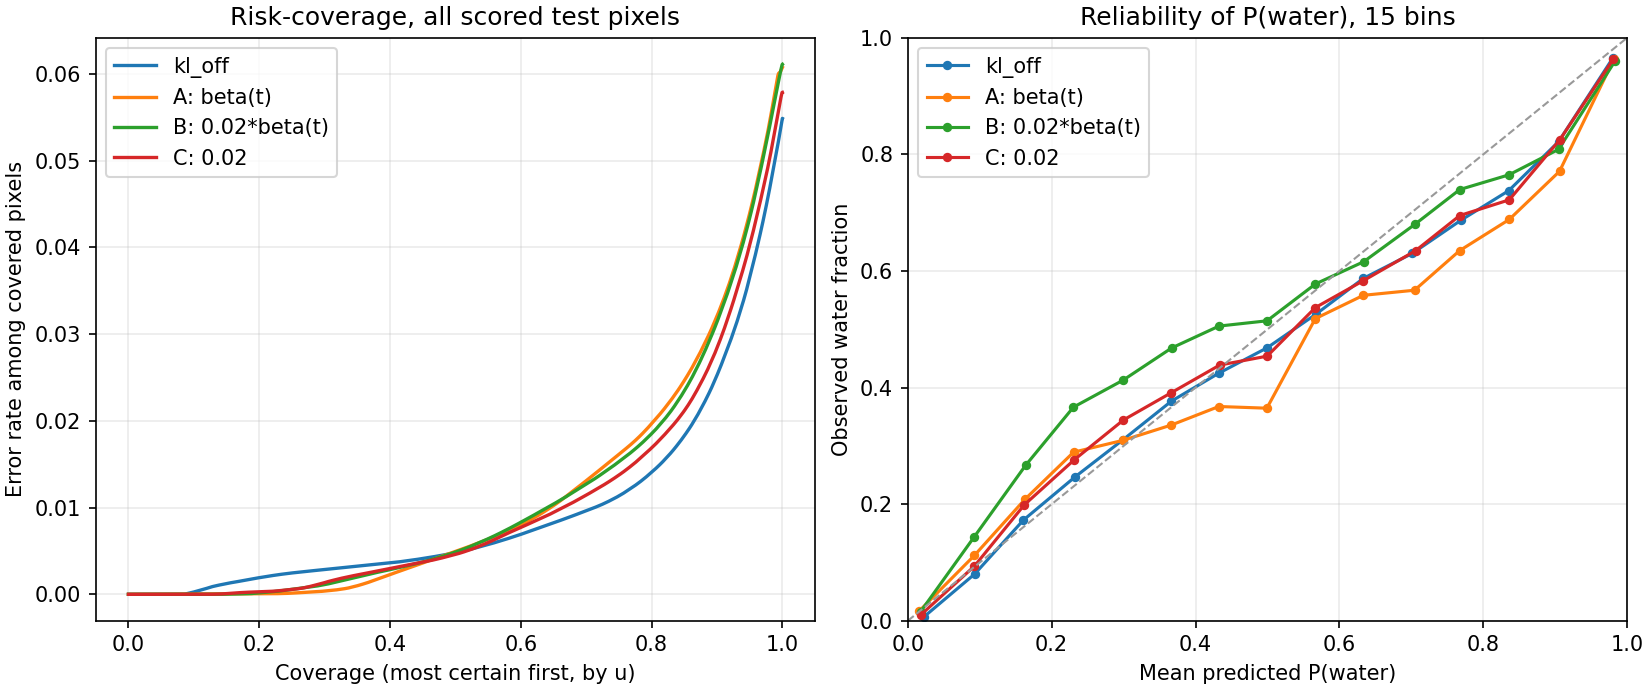 Risk-coverage, all scored test pixels
kl_off
A: beta(t)
B: 0.02*beta(t)
C: 0.02
Error rate among covered pixels
0.06
0.05
0.04
0.03
0.02
0.01
0.00
0.0 0.2 0.4 0.6 0.8 1.0
Coverage (most certain first, by u)
Reliability of P(water), 15 bins
kl_off
A: beta(t)
B: 0.02*beta(t)
C: 0.02
Observed water fraction
1.0
0.8
0.6
0.4
0.2
0.0
0.0 0.2 0.4 0.6 0.8 1.0
Mean predicted P(water)